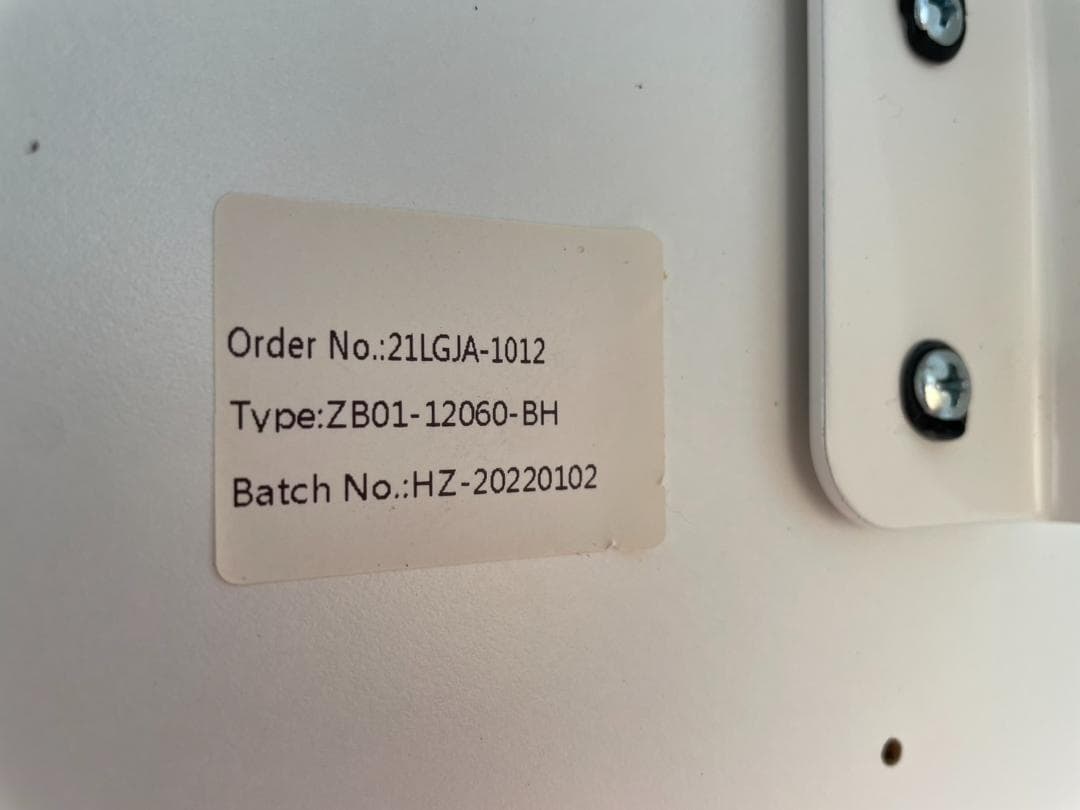 Order No.:21LGJA-1012
Type:ZB01-12060-BH
Batch No.:HZ-20220102